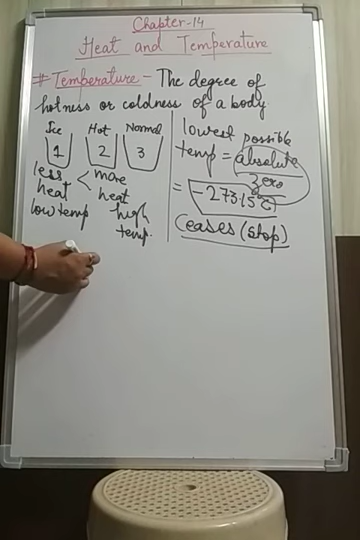 Chapter-14
Heat and Temperature
# Temperature - The degree of
hotness or coldness of a body
Ice Hot Normal
1 2 3
less < more
heat heat
low temp high
temp.
lowest possible
temp = absolute
zero
= -273.15°C
Ceases (stop)